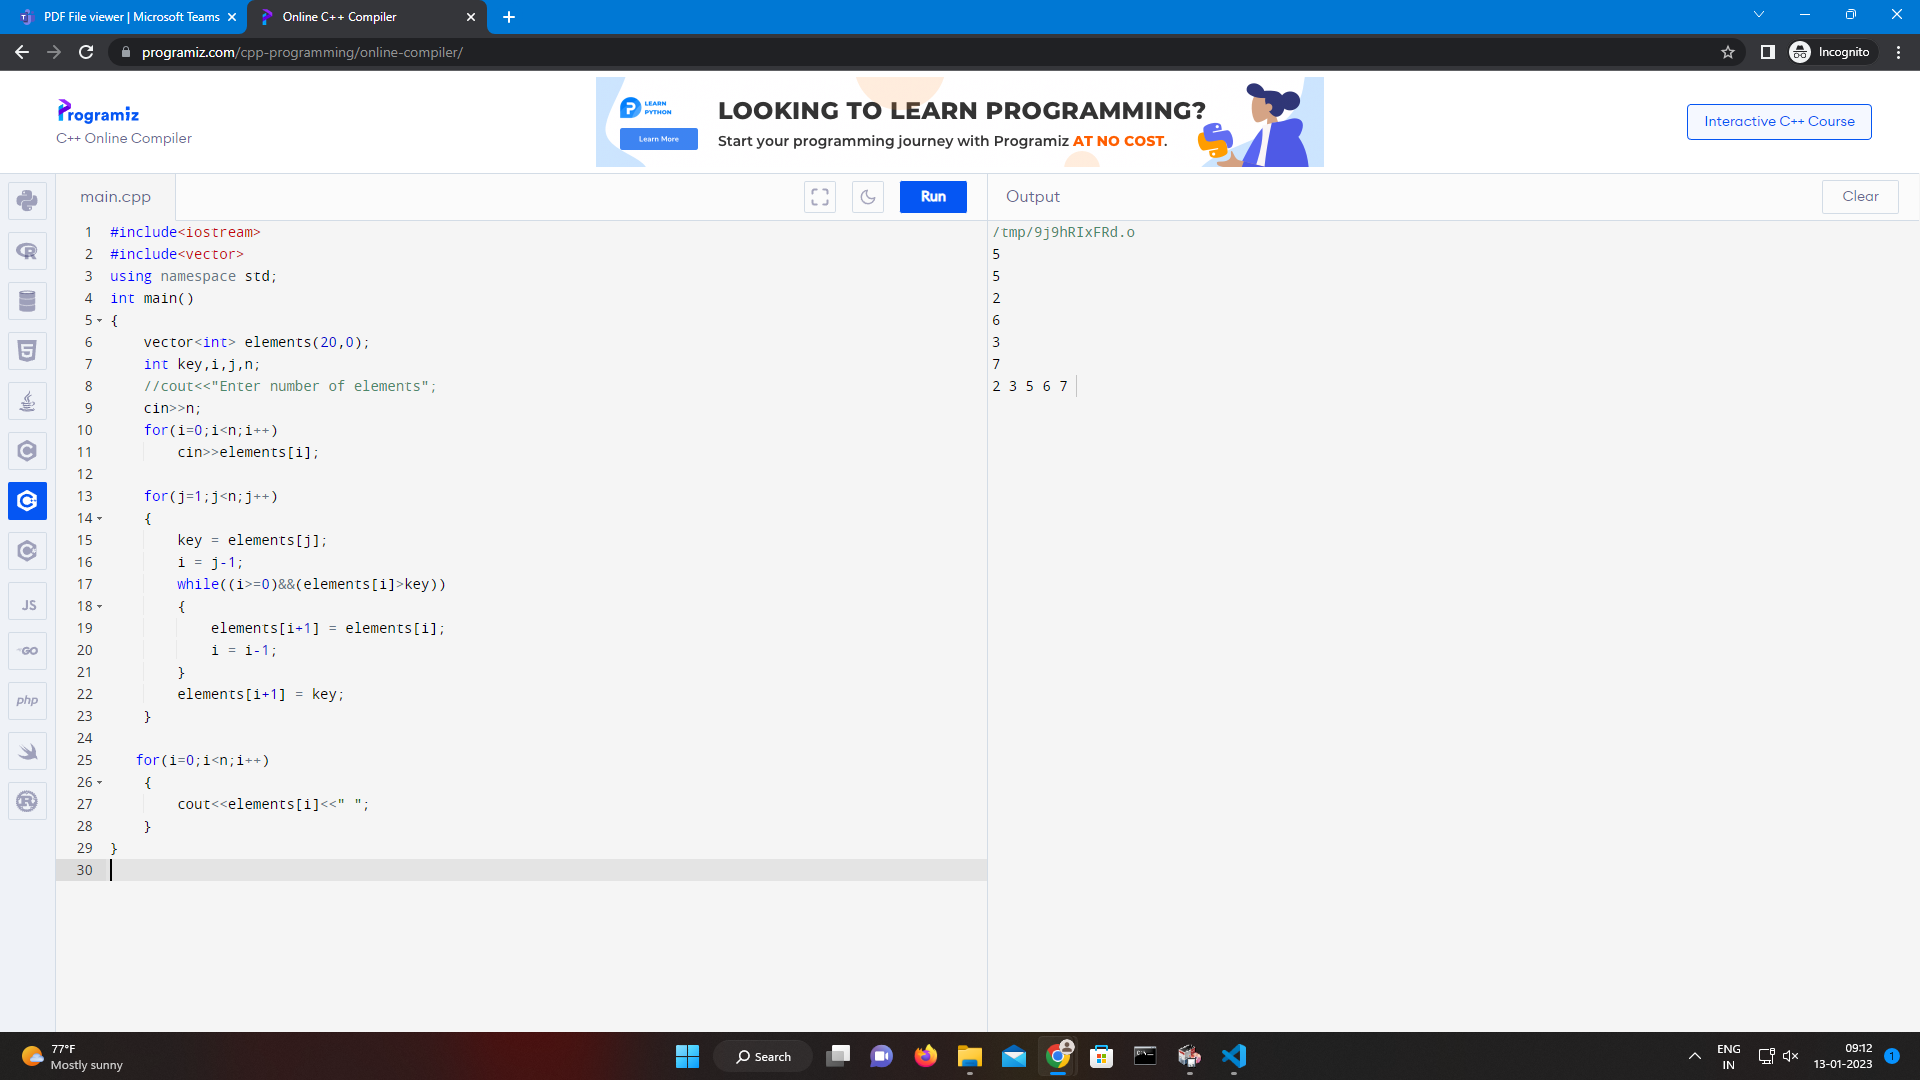 PDF File viewer | Microsoft Teams
Online C++ Compiler
programiz.com/cpp-programming/online-compiler/
Incognito
Programiz
C++ Online Compiler
LEARN
PYTHON
Learn More
LOOKING TO LEARN PROGRAMMING?
Start your programming journey with Programiz AT NO COST.
Interactive C++ Course
main.cpp
Run
Output
Clear
1 #include<iostream>
2 #include<vector>
3 using namespace std;
4 int main()
5 {
6     vector<int> elements(20,0);
7     int key,i,j,n;
8     //cout<<"Enter number of elements";
9     cin>>n;
10     for(i=0;i<n;i++)
11         cin>>elements[i];
12
13     for(j=1;j<n;j++)
14     {
15         key = elements[j];
16         i = j-1;
17         while((i>=0)&&(elements[i]>key))
18         {
19             elements[i+1] = elements[i];
20             i = i-1;
21         }
22         elements[i+1] = key;
23     }
24
25    for(i=0;i<n;i++)
26     {
27         cout<<elements[i]<<" ";
28     }
29 }
30
/tmp/9j9hRIxFRd.o
5
5
2
6
3
7
2 3 5 6 7
JS
GO
php
77°F
Mostly sunny
Search
ENG
IN
09:12
13-01-2023
1